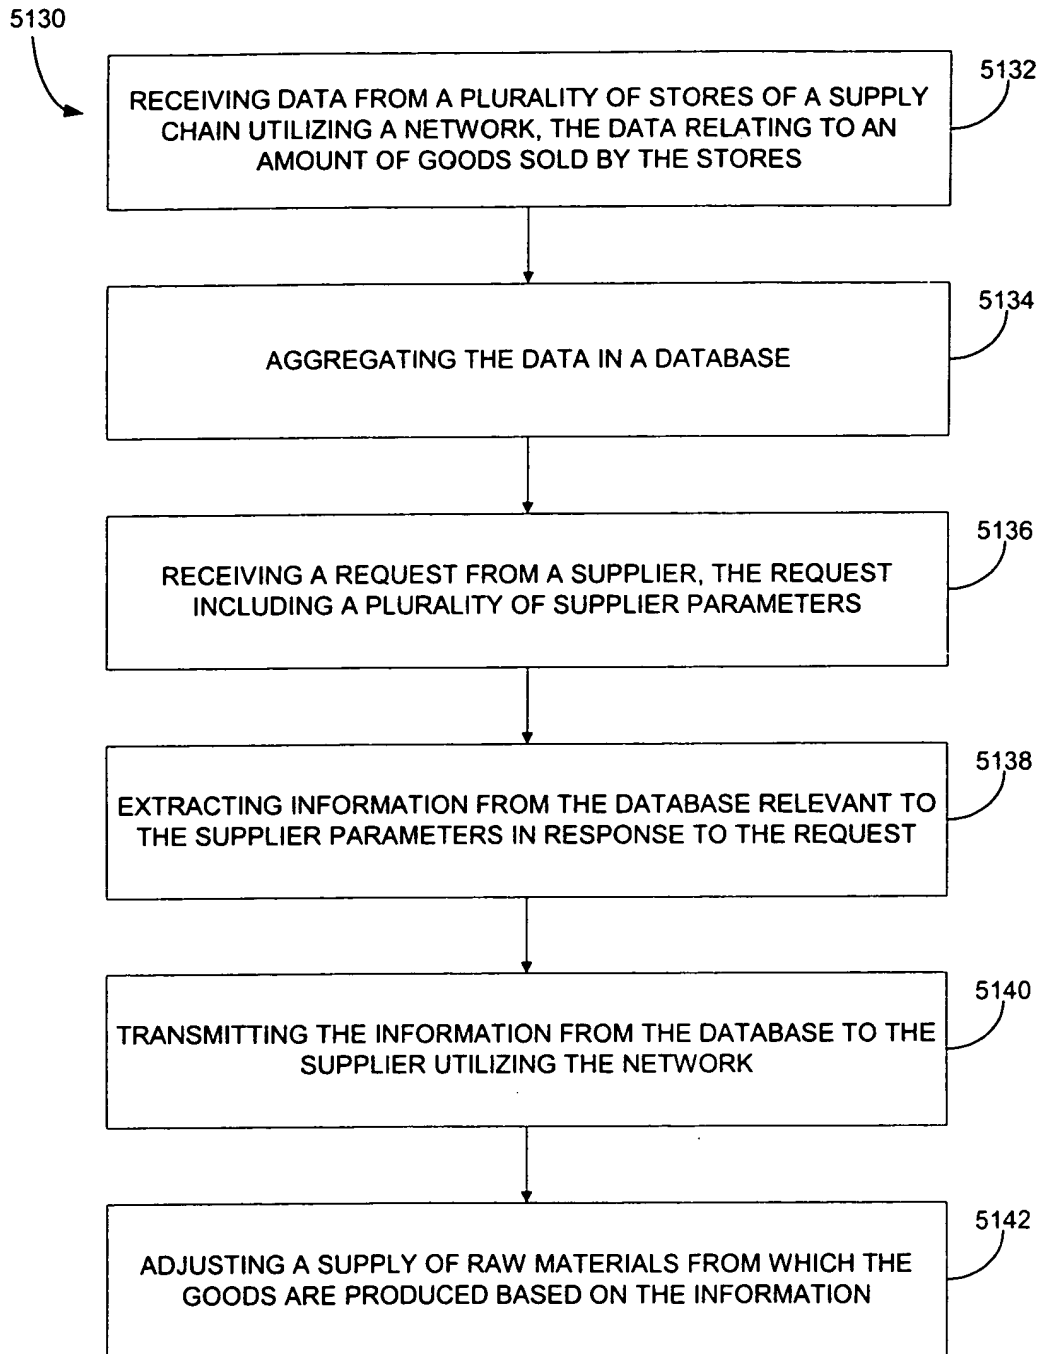 5130
5132
RECEIVING DATA FROM A PLURALITY OF STORES OF A SUPPLY
CHAIN UTILIZING A NETWORK, THE DATA RELATING TO AN
AMOUNT OF GOODS SOLD BY THE STORES
5134
AGGREGATING THE DATA IN A DATABASE
5136
RECEIVING A REQUEST FROM A SUPPLIER, THE REQUEST
INCLUDING A PLURALITY OF SUPPLIER PARAMETERS
5138
EXTRACTING INFORMATION FROM THE DATABASE RELEVANT TO
THE SUPPLIER PARAMETERS IN RESPONSE TO THE REQUEST
5140
TRANSMITTING THE INFORMATION FROM THE DATABASE TO THE
SUPPLIER UTILIZING THE NETWORK
5142
ADJUSTING A SUPPLY OF RAW MATERIALS FROM WHICH THE
GOODS ARE PRODUCED BASED ON THE INFORMATION